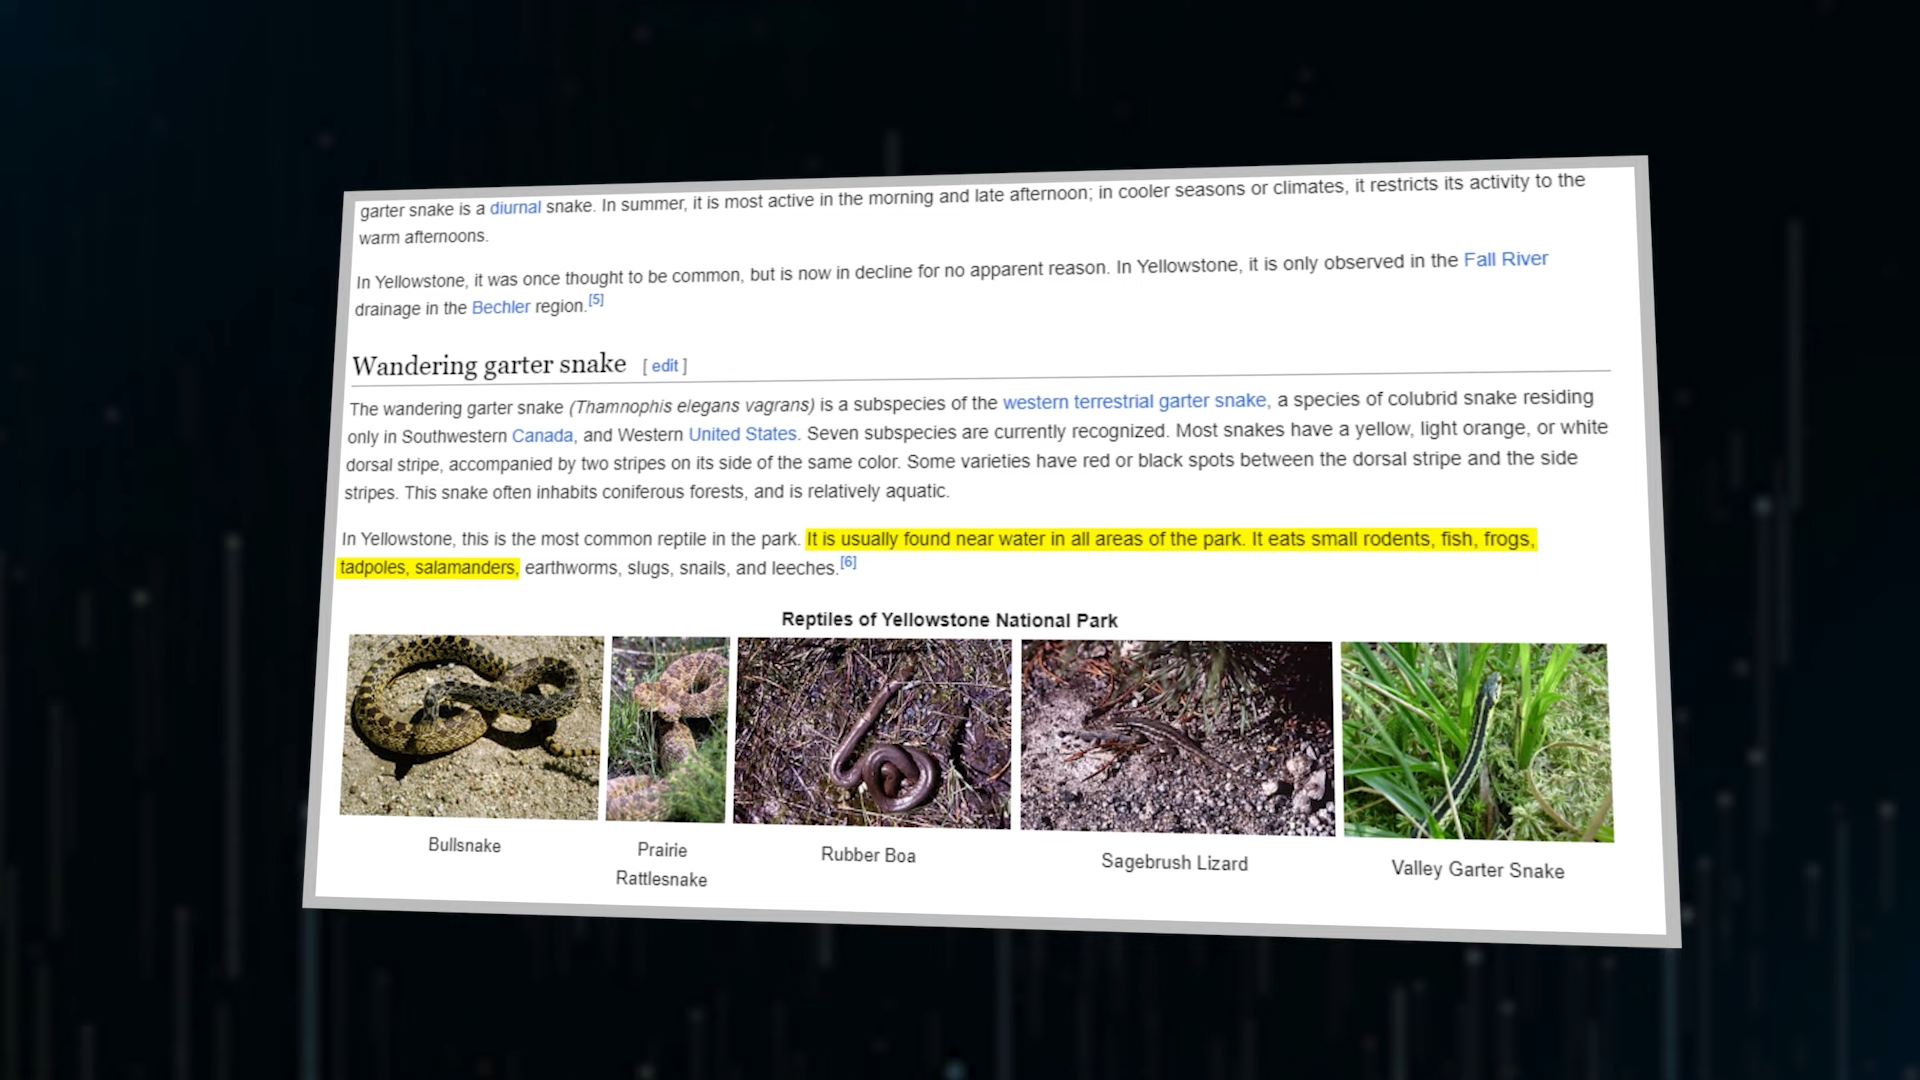 garter snake is a diurnal snake. In summer, it is most active in the morning and late afternoon; in cooler seasons or climates, it restricts its activity to the
warm afternoons.
In Yellowstone, it was once thought to be common, but is now in decline for no apparent reason. In Yellowstone, it is only observed in the Fall River
drainage in the Bechler region.[5]
Wandering garter snake [ edit ]
The wandering garter snake (Thamnophis elegans vagrans) is a subspecies of the western terrestrial garter snake, a species of colubrid snake residing
only in Southwestern Canada, and Western United States. Seven subspecies are currently recognized. Most snakes have a yellow, light orange, or white
dorsal stripe, accompanied by two stripes on its side of the same color. Some varieties have red or black spots between the dorsal stripe and the side
stripes. This snake often inhabits coniferous forests, and is relatively aquatic.
In Yellowstone, this is the most common reptile in the park. It is usually found near water in all areas of the park. It eats small rodents, fish, frogs,
tadpoles, salamanders, earthworms, slugs, snails, and leeches.[6]
Reptiles of Yellowstone National Park
Bullsnake
Prairie
Rattlesnake
Rubber Boa
Sagebrush Lizard
Valley Garter Snake